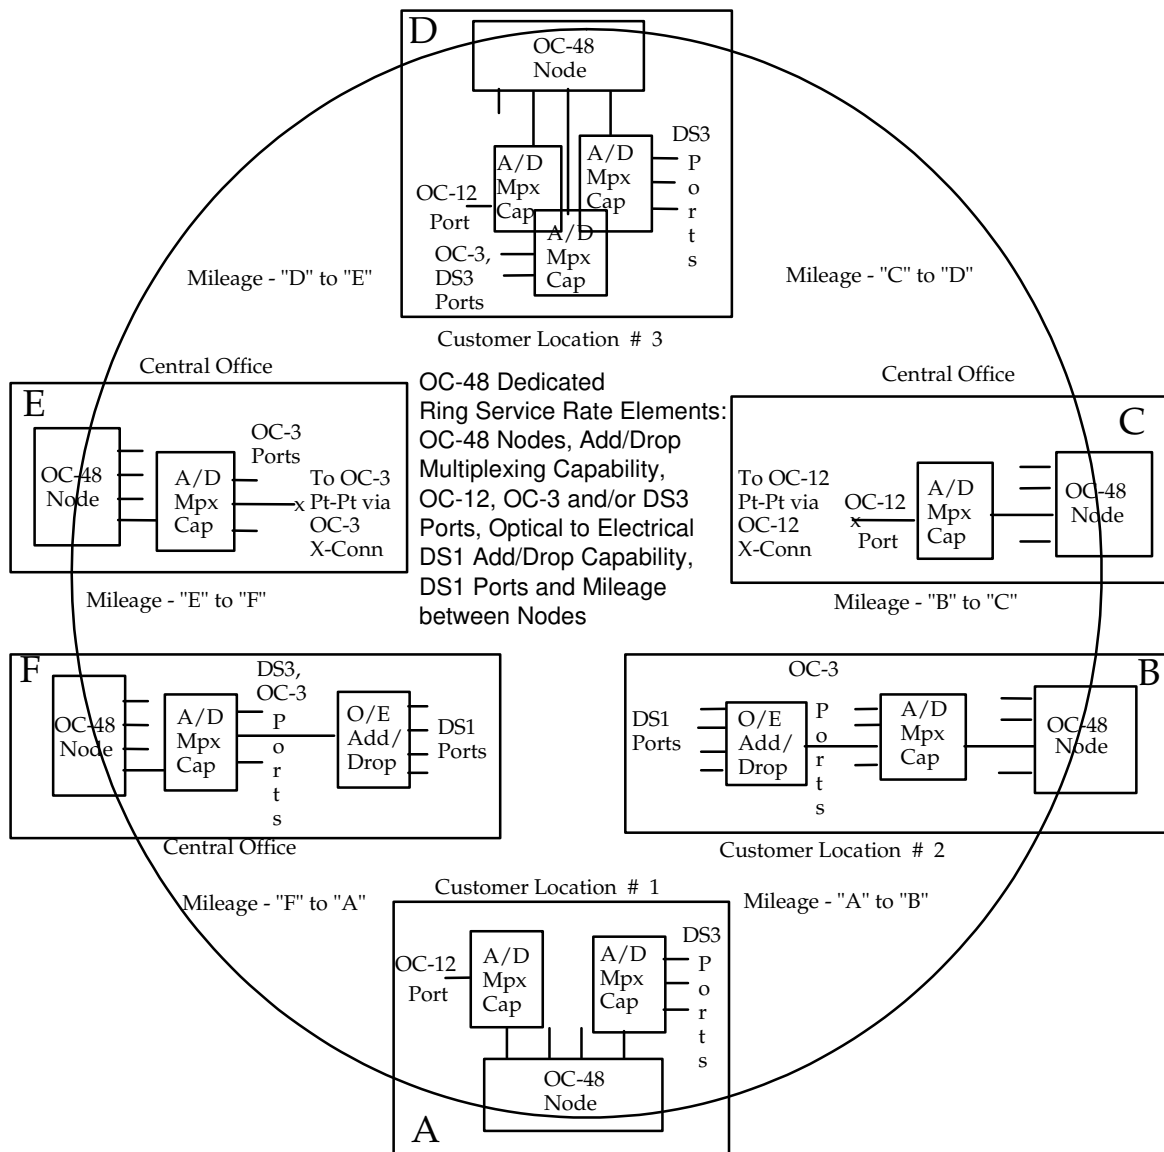 D
OC-48
Node
DS3
P
o
r
t
s
A/D
Mpx
Cap
A/D
Mpx
Cap
OC-12
Port
A/D
Mpx
Cap
OC-3,
DS3
Ports
Mileage - "D" to "E"
Mileage - "C" to "D"
Customer Location # 3
Central Office
E
OC-48
Node
A/D
Mpx
Cap
OC-3
Ports
To OC-3
x Pt-Pt via
OC-3
X-Conn
OC-48 Dedicated
Ring Service Rate Elements:
OC-48 Nodes, Add/Drop
Multiplexing Capability,
OC-12, OC-3 and/or DS3
Ports, Optical to Electrical
DS1 Add/Drop Capability,
DS1 Ports and Mileage
between Nodes
Central Office
C
To OC-12
Pt-Pt via
OC-12
X-Conn
OC-12
x
Port
A/D
Mpx
Cap
OC-48
Node
Mileage - "E" to "F"
Mileage - "B" to "C"
F
OC-48
Node
A/D
Mpx
Cap
DS3,
OC-3
P
o
r
t
s
O/E
Add/
Drop
DS1
Ports
Central Office
B
OC-3
P
o
r
t
s
DS1
Ports
O/E
Add/
Drop
A/D
Mpx
Cap
OC-48
Node
Customer Location # 2
Mileage - "F" to "A"
Customer Location # 1
Mileage - "A" to "B"
OC-12
Port
A/D
Mpx
Cap
A/D
Mpx
Cap
DS3
P
o
r
t
s
OC-48
Node
A